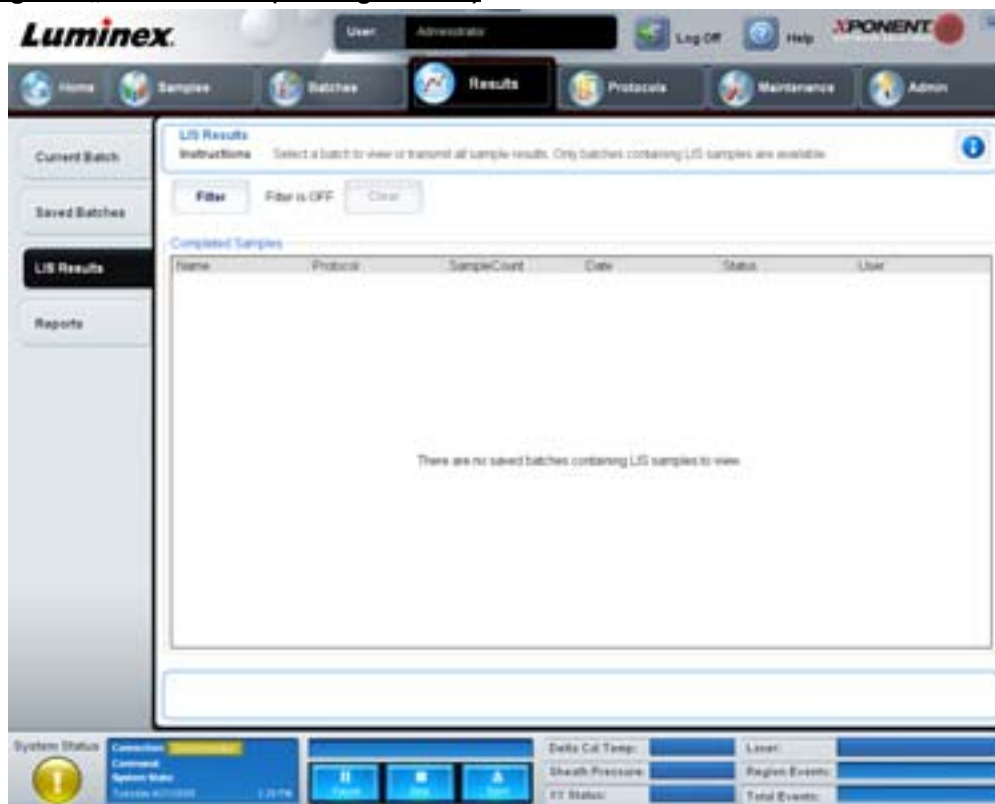 Luminex
User
Administrator
Log Off
Help
XPONENT
Home
Samples
Batches
Results
Protocols
Maintenance
Admin
Current Batch
Saved Batches
LIS Results
Reports
LIS Results
Instructions Select a batch to view or transmit all sample results. Only batches containing LIS samples are available.
Filter
Filter is OFF
Clear
Completed Samples
Name Protocol SampleCount Date Status User
There are no saved batches containing LIS samples to view.
System Status
Connection
Command
System State
Tuesday
Delta Cal Temp:
Laser:
Sheath Pressure:
Region Events:
XY Status:
Total Events: